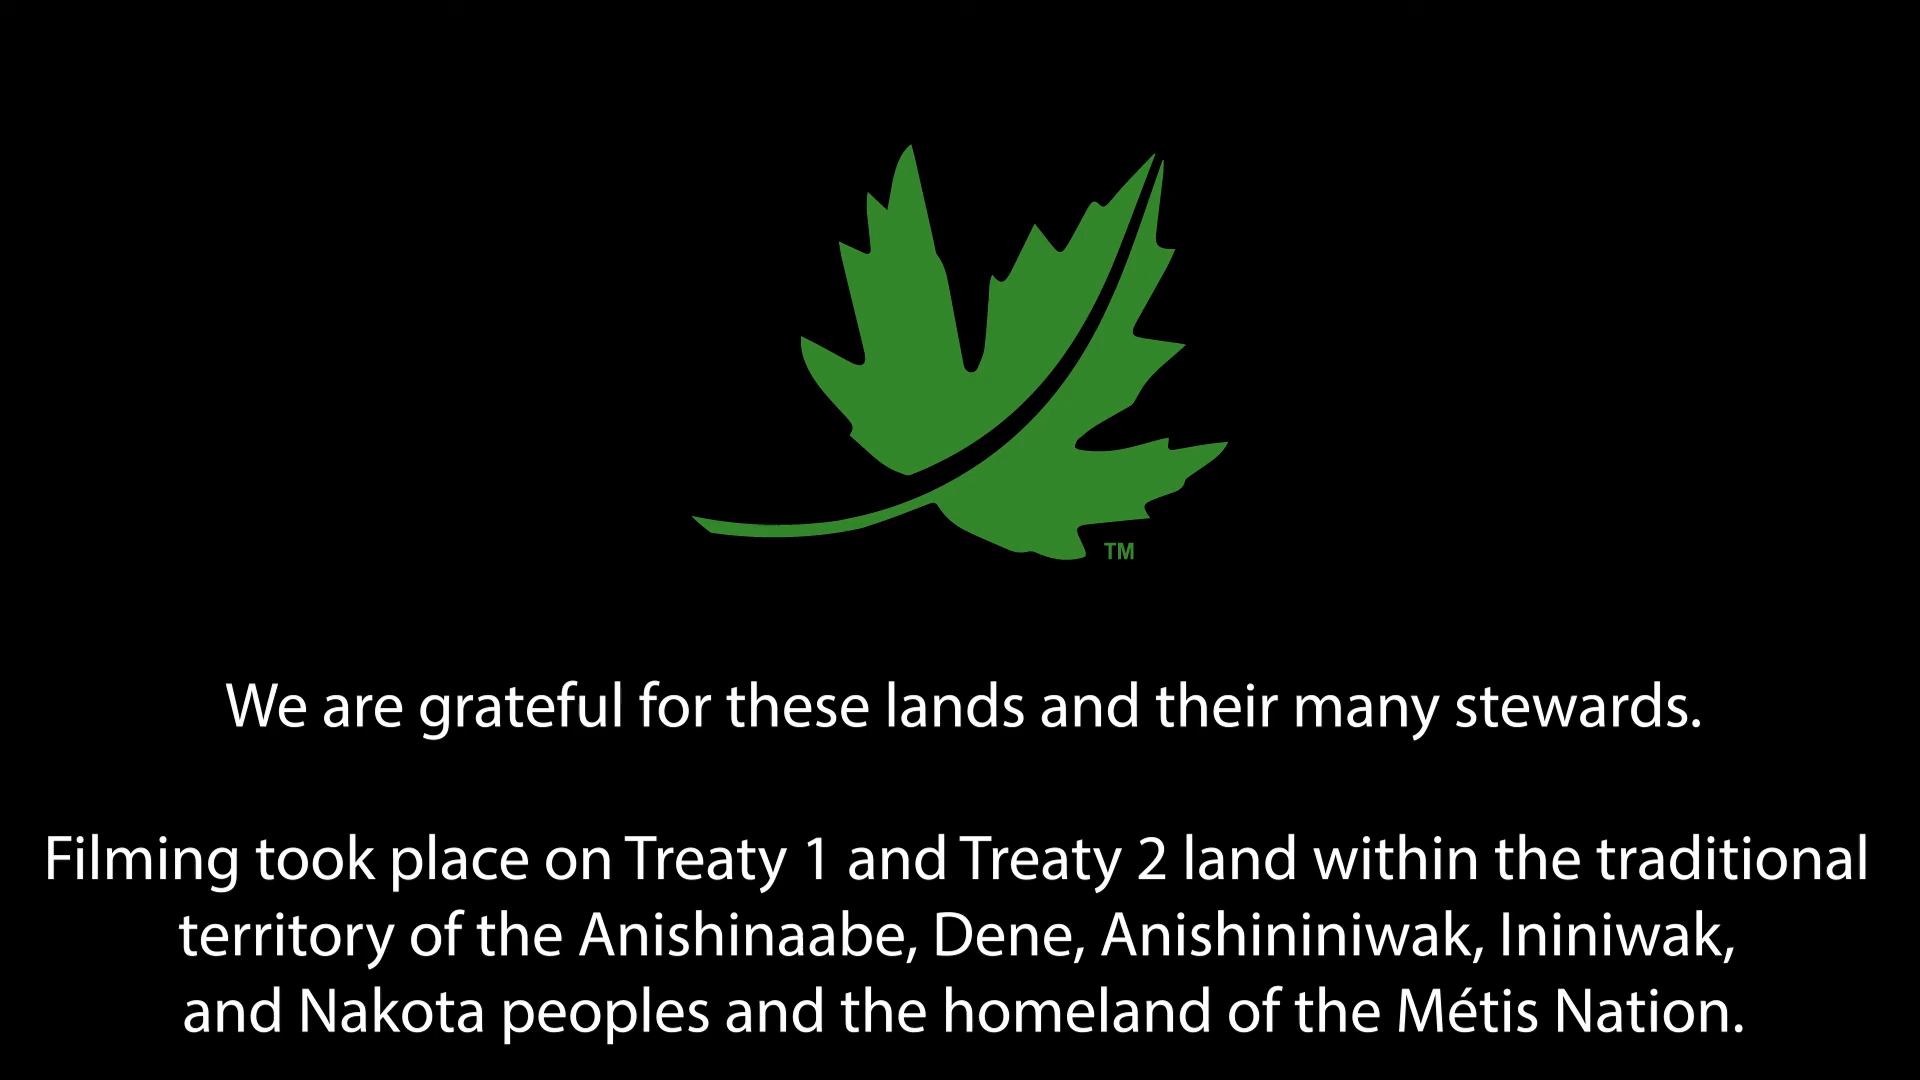 TM
We are grateful for these lands and their many stewards.
Filming took place on Treaty 1 and Treaty 2 land within the traditional
territory of the Anishinaabe, Dene, Anishininiwak, Ininiwak,
and Nakota peoples and the homeland of the Métis Nation.